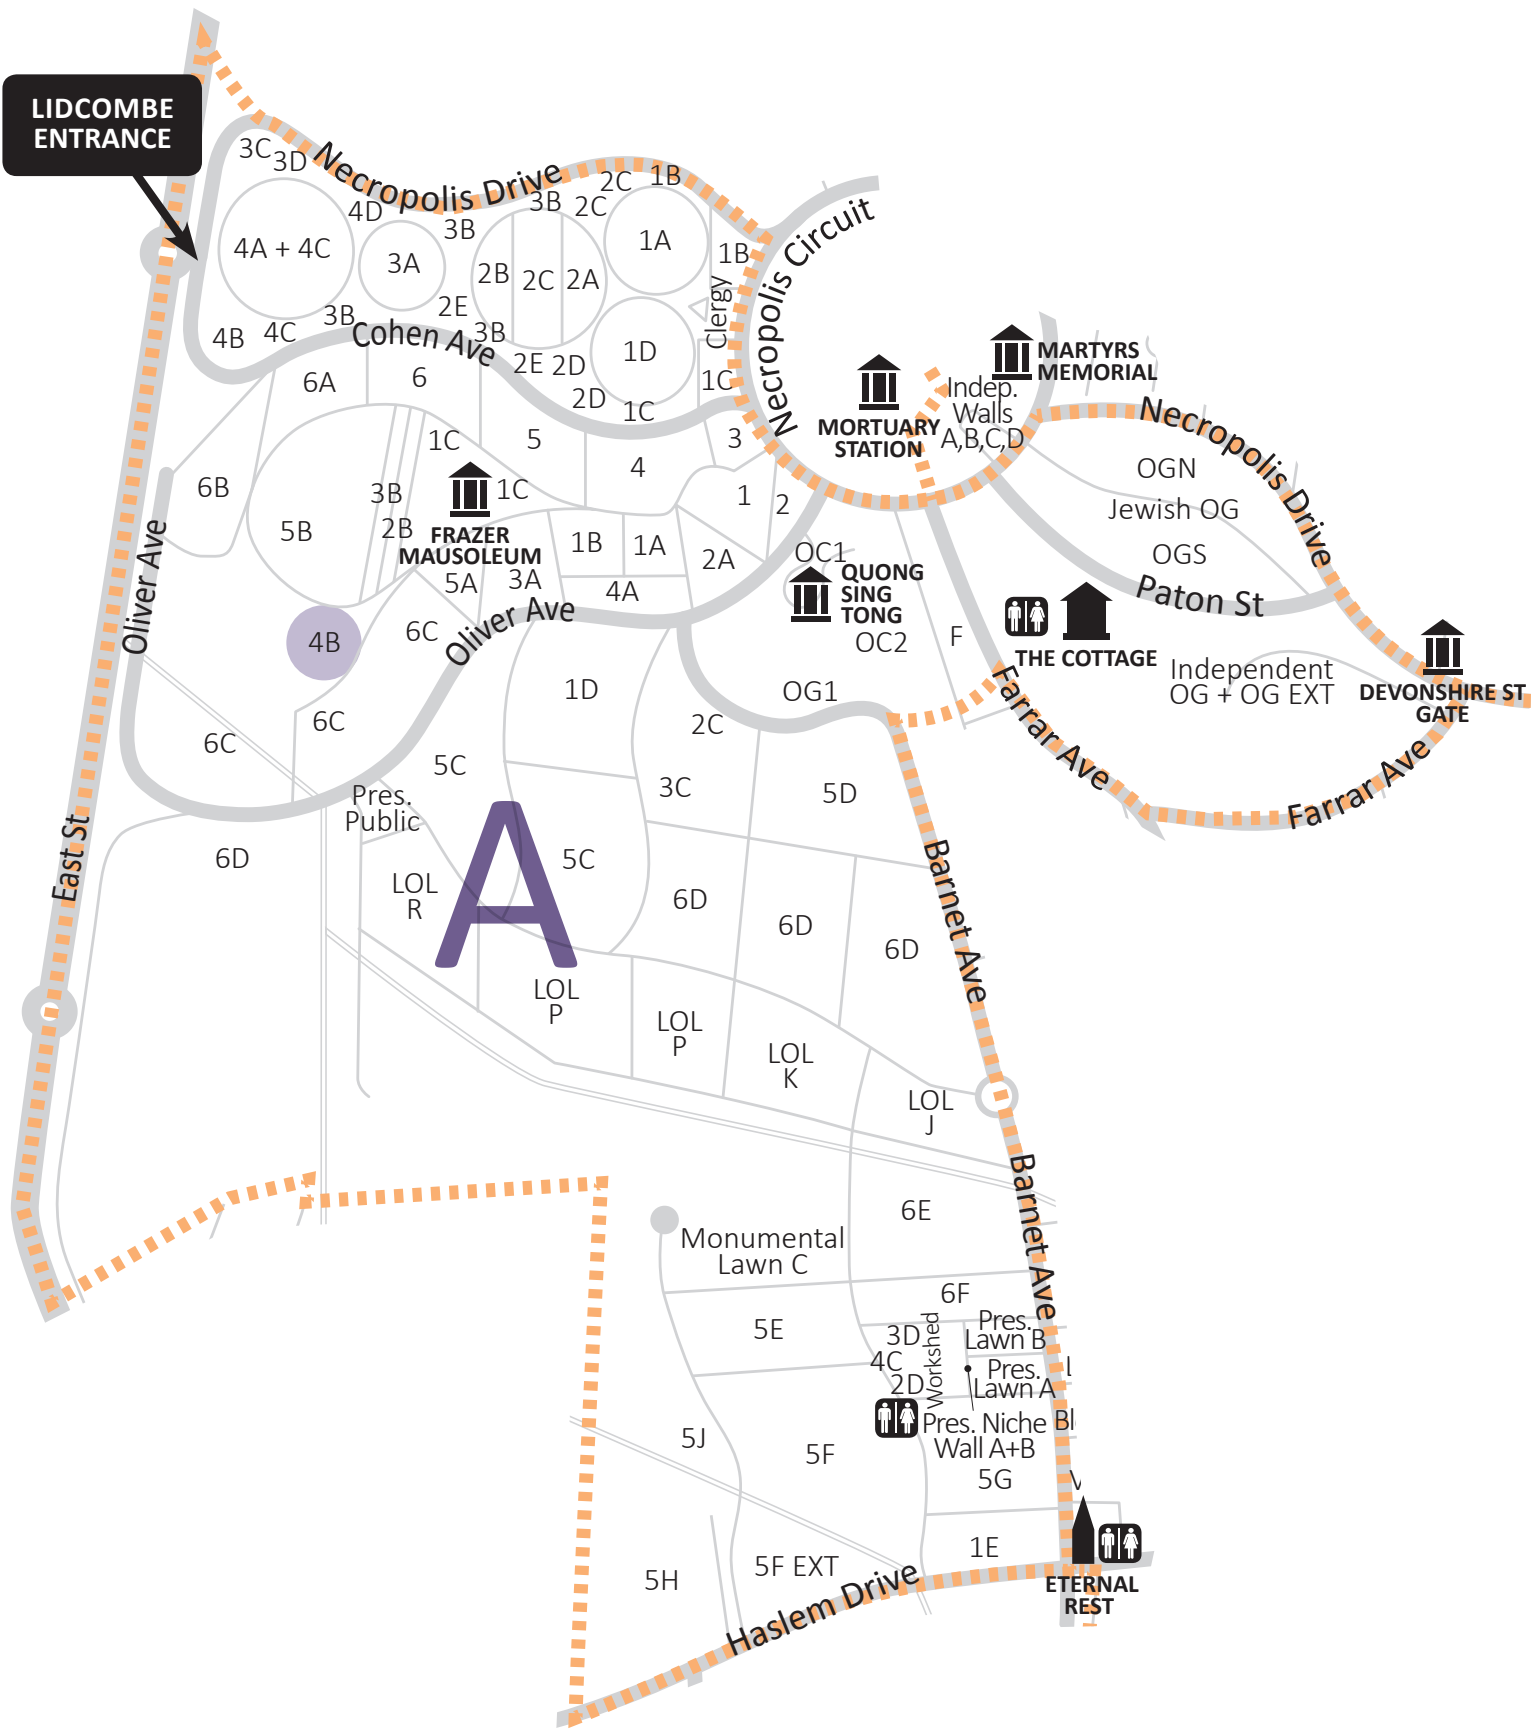 LIDCOMBE
ENTRANCE
3C
3D
Necropolis Drive
4D
3B
3B
2C
2C
1B
4A + 4C
3A
2B
2C
2A
1A
1B
Clergy
Necropolis Circuit
2E
3B
3B
4B
4C
Cohen Ave
2E
2D
1D
2D
1C
1C
6A
6
5
4
3
1
2
1C
1C
MARTYRS
MEMORIAL
Indep.
Walls
A,B,C,D
MORTUARY
STATION
Necropolis Drive
OGN
Jewish OG
OGS
Paton St
6B
Oliver Ave
5B
3B
2B
FRAZER
MAUSOLEUM
1B
1A
2A
5A
3A
4A
OC1
QUONG
SING
TONG
OC2
F
THE COTTAGE
Independent
OG + OG EXT
DEVONSHIRE ST
GATE
Farrar Ave
Farrar Ave
4B
6C
Oliver Ave
1D
OG1
2C
6C
6C
5C
3C
5D
Pres.
Public
East St
6D
LOL
R
A
5C
6D
6D
6D
Barnet Ave
LOL
P
LOL
P
LOL
K
LOL
J
Barnet Ave
6E
Monumental
Lawn C
6F
5E
3D
4C
2D
Workshed
Pres.
Lawn B
Pres.
Lawn A
Pres. Niche
Wall A+B
Bl
5J
5F
5G
1E
5H
5F EXT
Haslem Drive
ETERNAL
REST